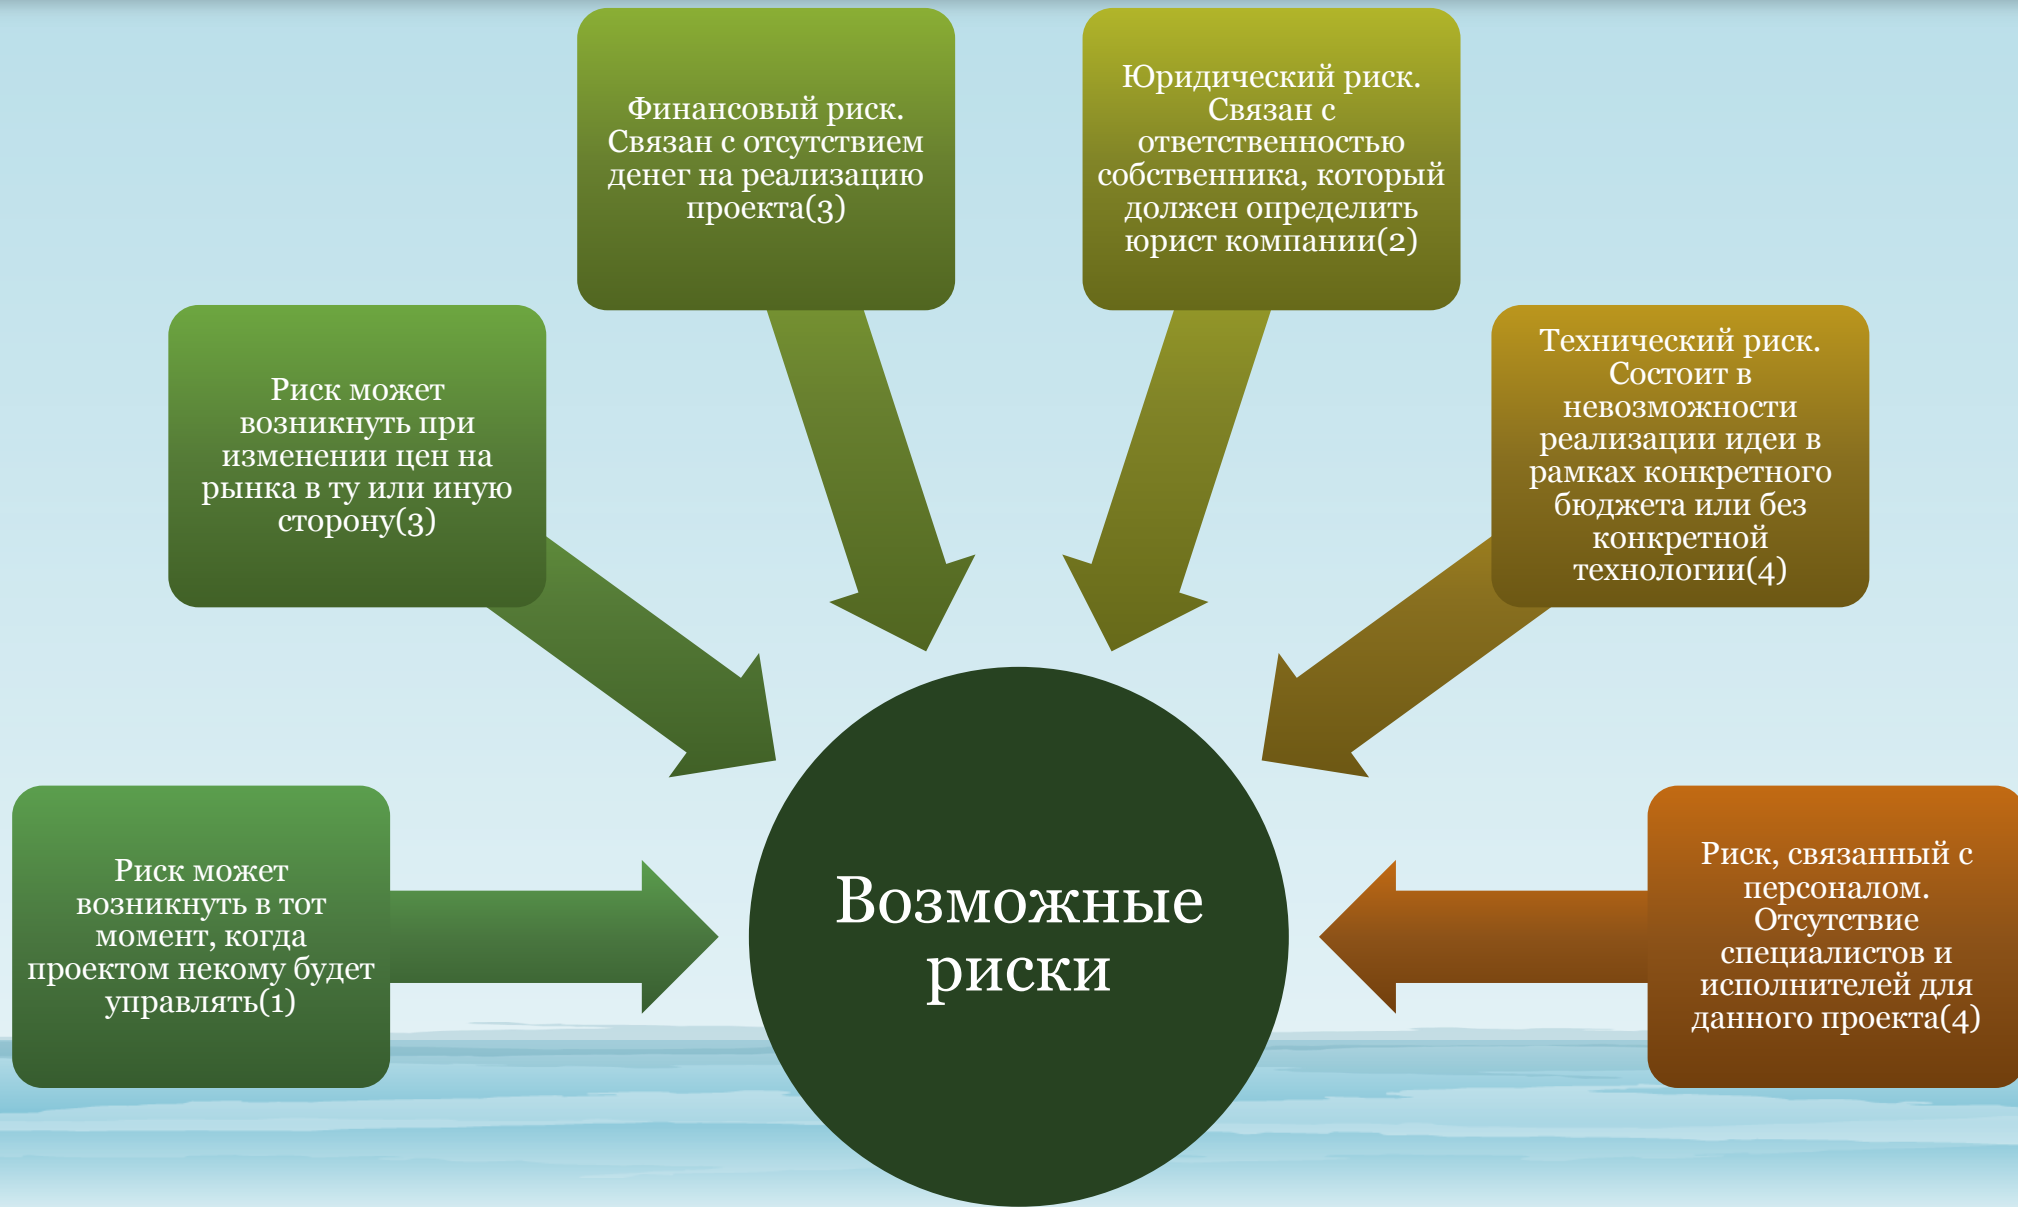 Финансовый риск.
Связан с отсутствием
денег на реализацию
проекта(3)
Юридический риск.
Связан с
ответственностью
собственника, который
должен определить
юрист компании(2)
Риск может
возникнуть при
изменении цен на
рынка в ту или иную
сторону(3)
Технический риск.
Состоит в
невозможности
реализации идеи в
рамках конкретного
бюджета или без
конкретной
технологии(4)
Риск может
возникнуть в тот
момент, когда
проектом некому будет
управлять(1)
Возможные
риски
Риск, связанный с
персоналом.
Отсутствие
специалистов и
исполнителей для
данного проекта(4)